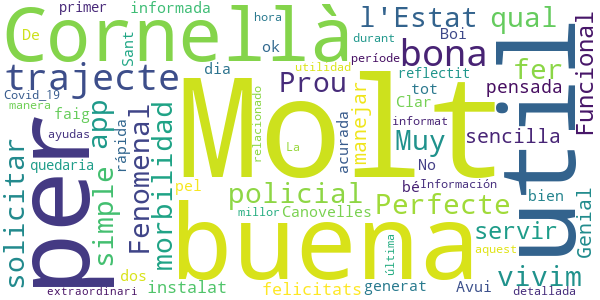 primer informada hora l'Estat qual
De Cornellà Sant ok durant Boi
trajecte dia utilidad període bona fer
Covid_19 Prou reflectit pensada Funcional
manera app Molt manejar tot
faig Clar informat sencilla
per ayudas rápida Fenomenal relacionado acurada Muy No util
solicitar quedaria simple morbilidad La bé Información bien
pel policial Perfecte servir Genial
buena Canovelles millor
dos última vivim
instalat felicitats generat Avui aquest
extraordinari detallada